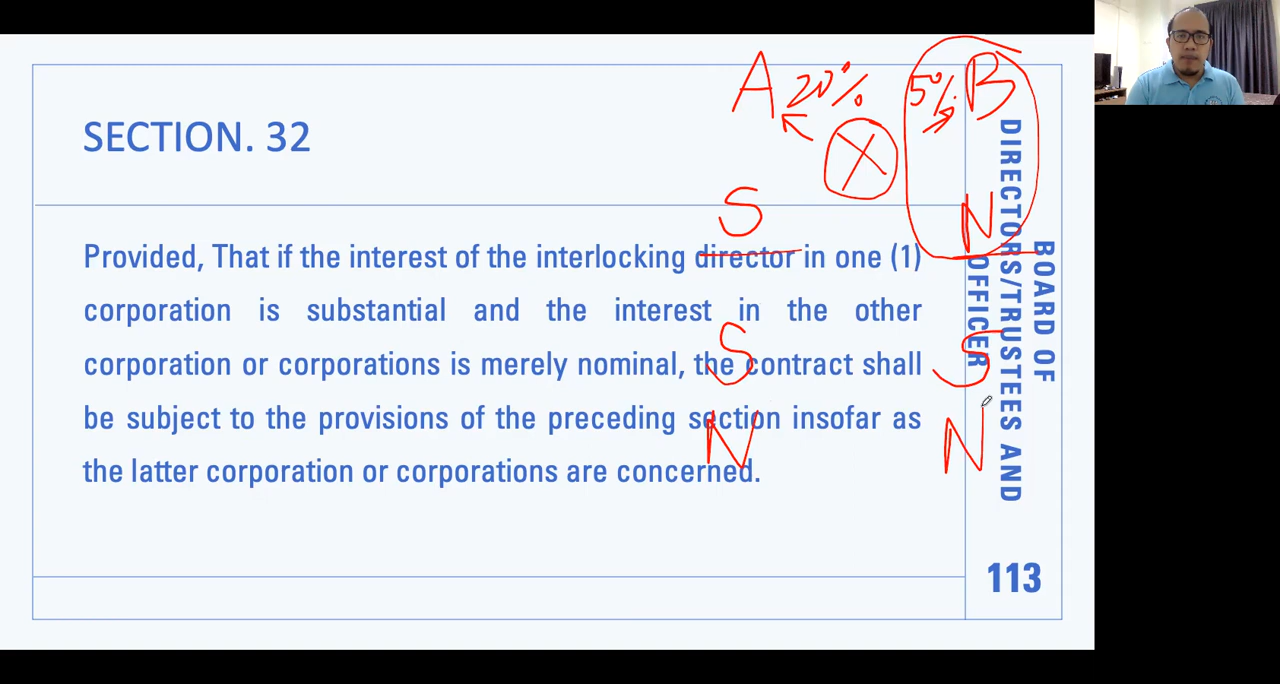 A 20% 5% B
X
SECTION. 32
S N
Provided, That if the interest of the interlocking director in one (1)
corporation is substantial and the interest in the other
corporation or corporations is merely nominal, the contract shall
be subject to the provisions of the preceding section insofar as
the latter corporation or corporations are concerned.
S S
N N
BOARD OF
DIRECTORS/TRUSTEES AND
OFFICER
113